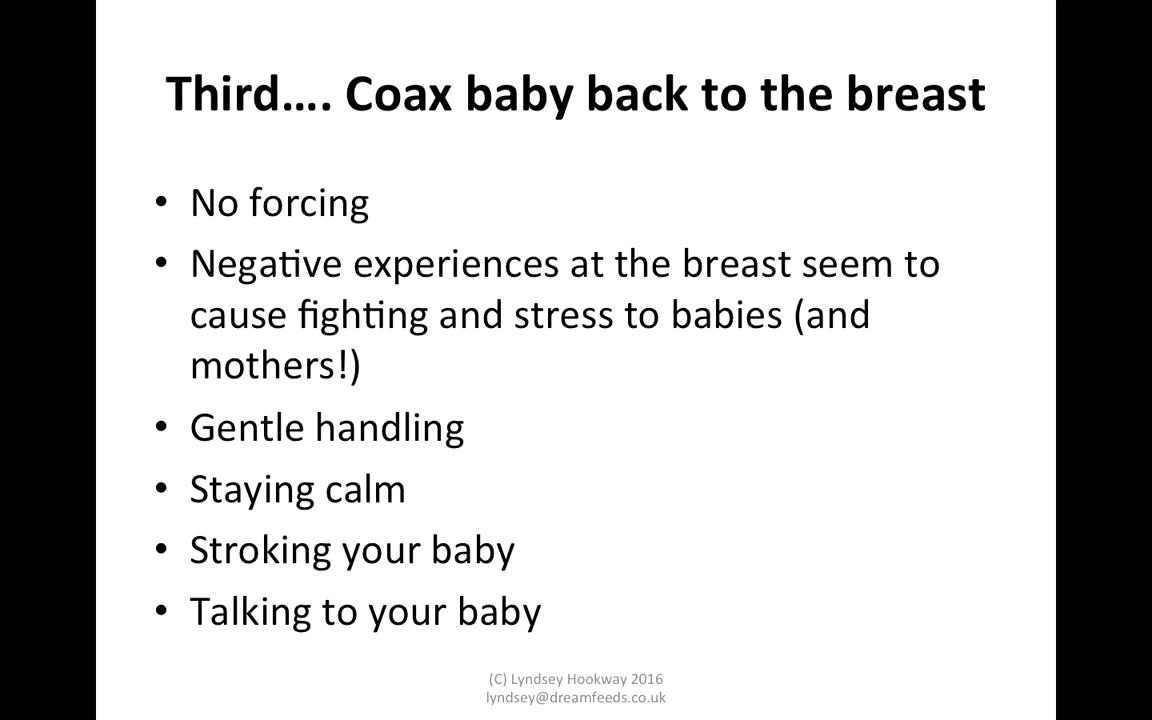 Third.... Coax baby back to the breast
• No forcing
• Negative experiences at the breast seem to
cause fighting and stress to babies (and
mothers!)
• Gentle handling
• Staying calm
• Stroking your baby
• Talking to your baby
(C) Lyndsey Hookway 2016
lyndsey@dreamfeeds.co.uk